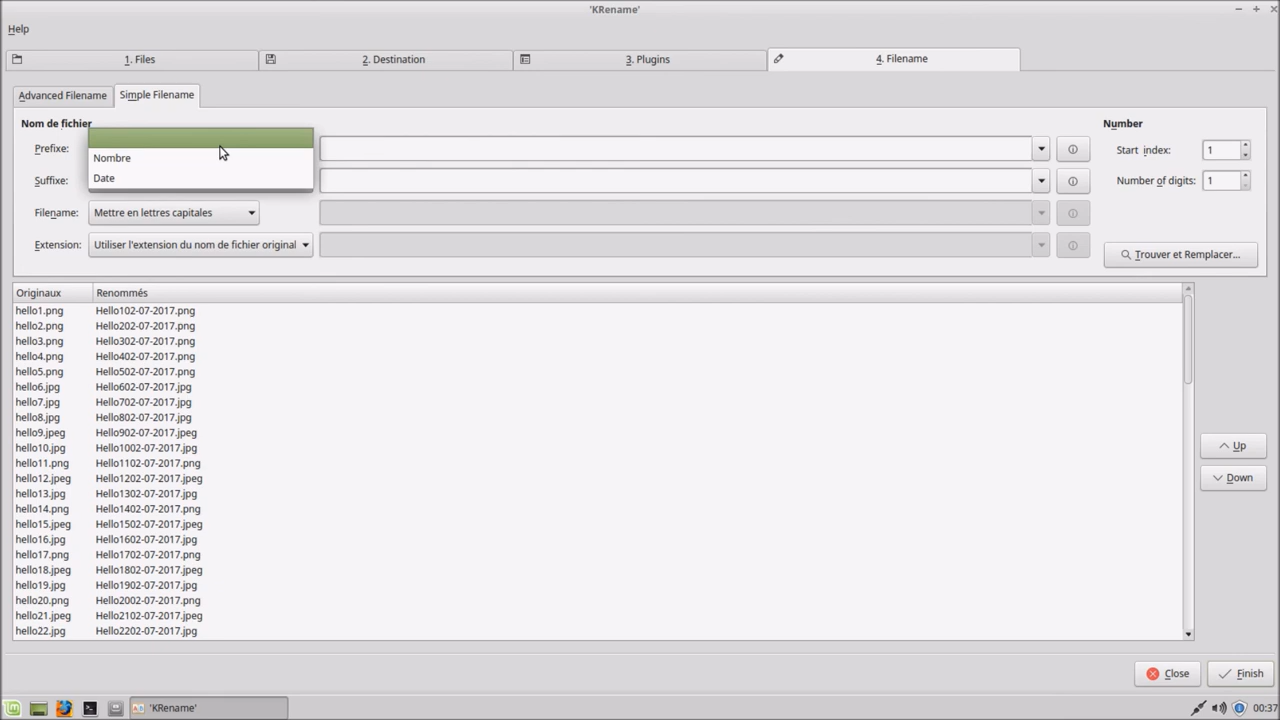 'KRename'
Help
1. Files
2. Destination
3. Plugins
4. Filename
Advanced Filename
Simple Filename
Nom de fichier
Number
Prefixe:
Nombre
Date
Start index:
1
Suffixe:
Number of digits:
1
Filename:
Mettre en lettres capitales
Extension:
Utiliser l'extension du nom de fichier original
Trouver et Remplacer...
Originaux Renommés
hello1.png Hello102-07-2017.png
hello2.png Hello202-07-2017.png
hello3.png Hello302-07-2017.png
hello4.png Hello402-07-2017.png
hello5.png Hello502-07-2017.png
hello6.jpg Hello602-07-2017.jpg
hello7.jpg Hello702-07-2017.jpg
hello8.jpg Hello802-07-2017.jpg
hello9.jpeg Hello902-07-2017.jpeg
hello10.jpg Hello1002-07-2017.jpg
hello11.png Hello1102-07-2017.png
hello12.jpeg Hello1202-07-2017.jpeg
hello13.jpg Hello1302-07-2017.jpg
hello14.png Hello1402-07-2017.png
hello15.jpeg Hello1502-07-2017.jpeg
hello16.jpg Hello1602-07-2017.jpg
hello17.png Hello1702-07-2017.png
hello18.jpeg Hello1802-07-2017.jpeg
hello19.jpg Hello1902-07-2017.jpg
hello20.png Hello2002-07-2017.png
hello21.jpeg Hello2102-07-2017.jpeg
hello22.jpg Hello2202-07-2017.jpg
Up
Down
Close
Finish
'KRename'
00:37